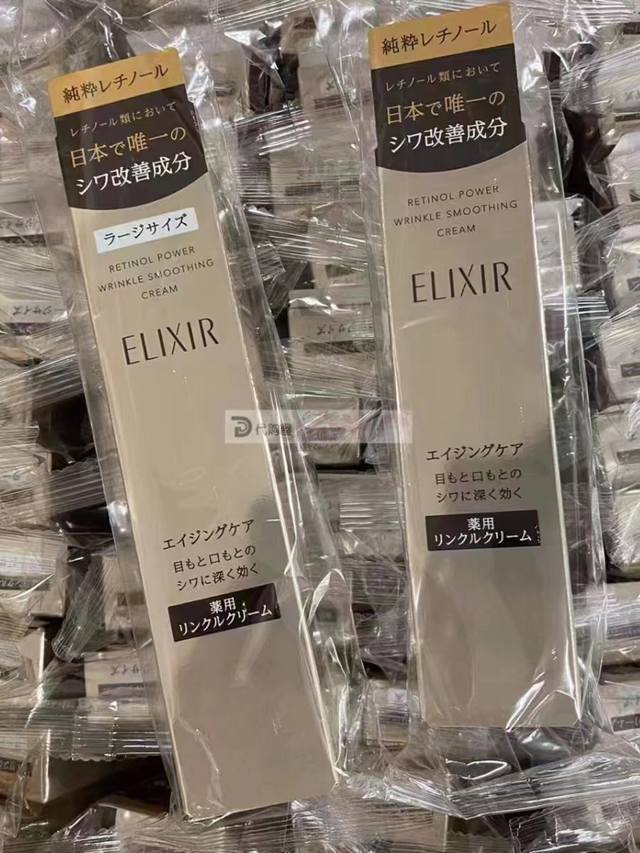 純粋レチノール
レチノール類において
日本で唯一の
シワ改善成分
ラージサイズ
RETINOL POWER
WRINKLE SMOOTHING
CREAM
ELIXIR
エイジングケア
目もと口もとの
シワに深く効く
薬用
リンクルクリーム
純粋レチノール
レチノール類において
日本で唯一の
シワ改善成分
RETINOL POWER
WRINKLE SMOOTHING
CREAM
ELIXIR
エイジングケア
目もと口もとの
シワに深く効く
薬用
リンクルクリーム